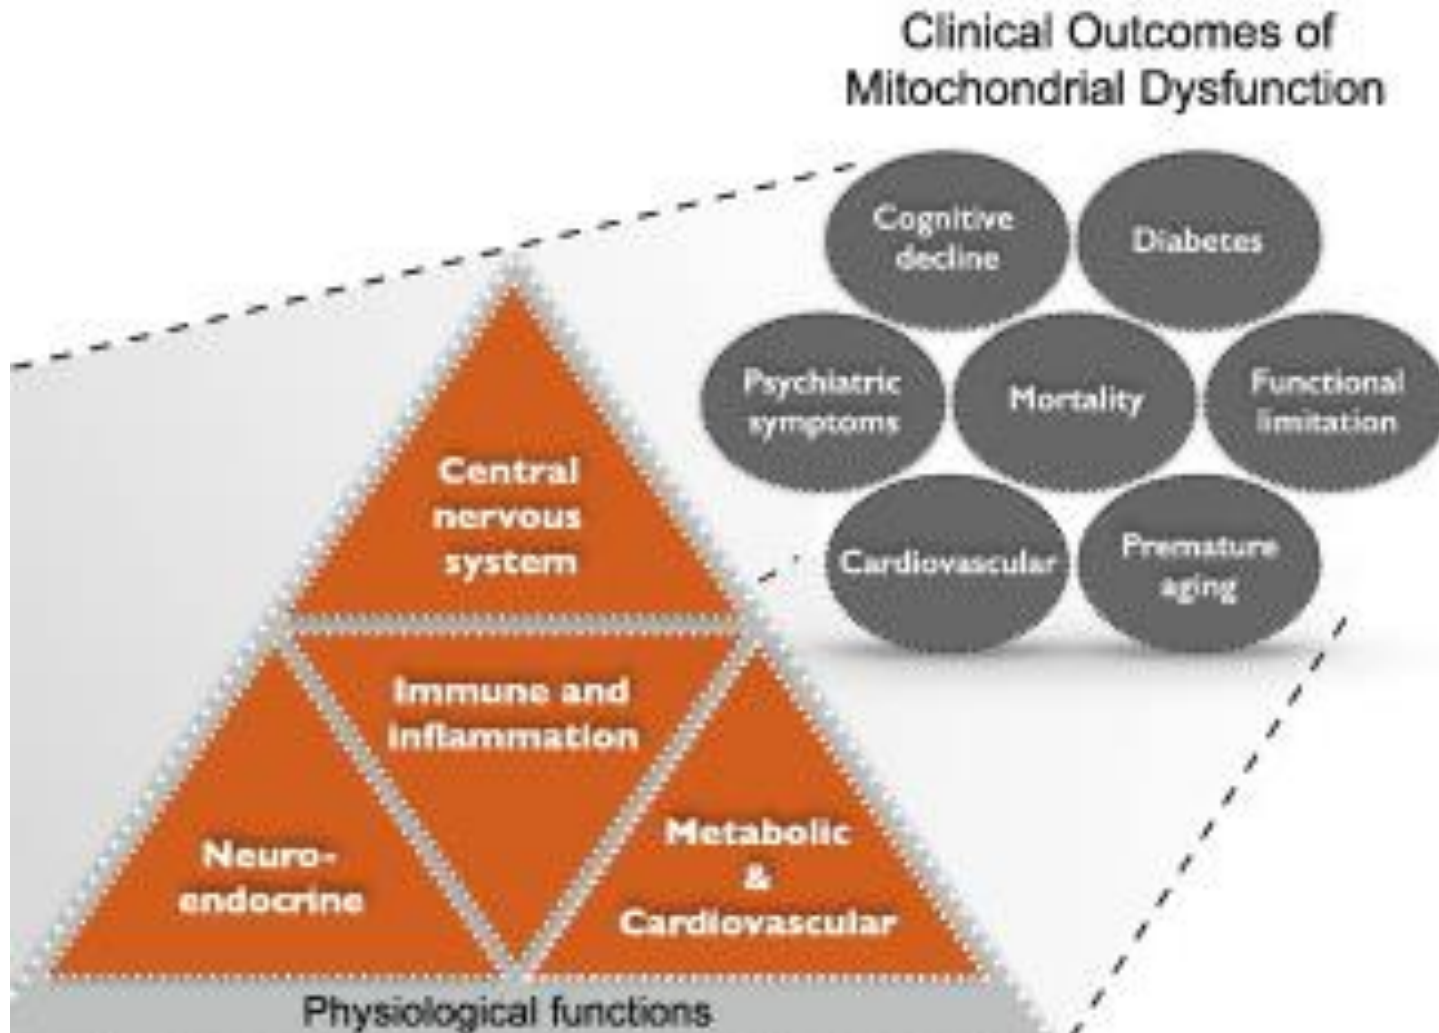 Clinical Outcomes of
Mitochondrial Dysfunction
Cognitive
decline
Diabetes
Psychiatric
symptoms
Mortality
Functional
limitation
Cardiovascular
Premature
aging
Central
nervous
system
Immune and
inflammation
Neuro-
endocrine
Metabolic
&
Cardiovascular
Physiological functions